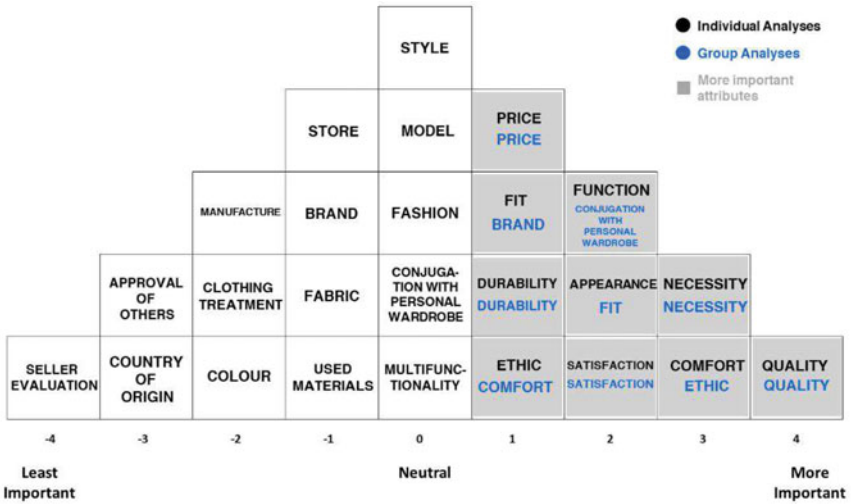 STYLE
Individual Analyses
Group Analyses
More important
attributes
STORE
MODEL
PRICE
PRICE
MANUFACTURE
BRAND
FASHION
FIT
BRAND
FUNCTION
CONJUGATION
WITH
PERSONAL
WARDROBE
APPROVAL
OF
OTHERS
CLOTHING
TREATMENT
FABRIC
CONJUGA-
TION WITH
PERSONAL
WARDROBE
DURABILITY
DURABILITY
APPEARANCE
FIT
NECESSITY
NECESSITY
SELLER
EVALUATION
COUNTRY
OF
ORIGIN
COLOUR
USED
MATERIALS
MULTIFUNC-
TIONALITY
ETHIC
COMFORT
SATISFACTION
SATISFACTION
COMFORT
ETHIC
QUALITY
QUALITY
-4 -3 -2 -1 0 1 2 3 4
Least
Important
Neutral
More
Important